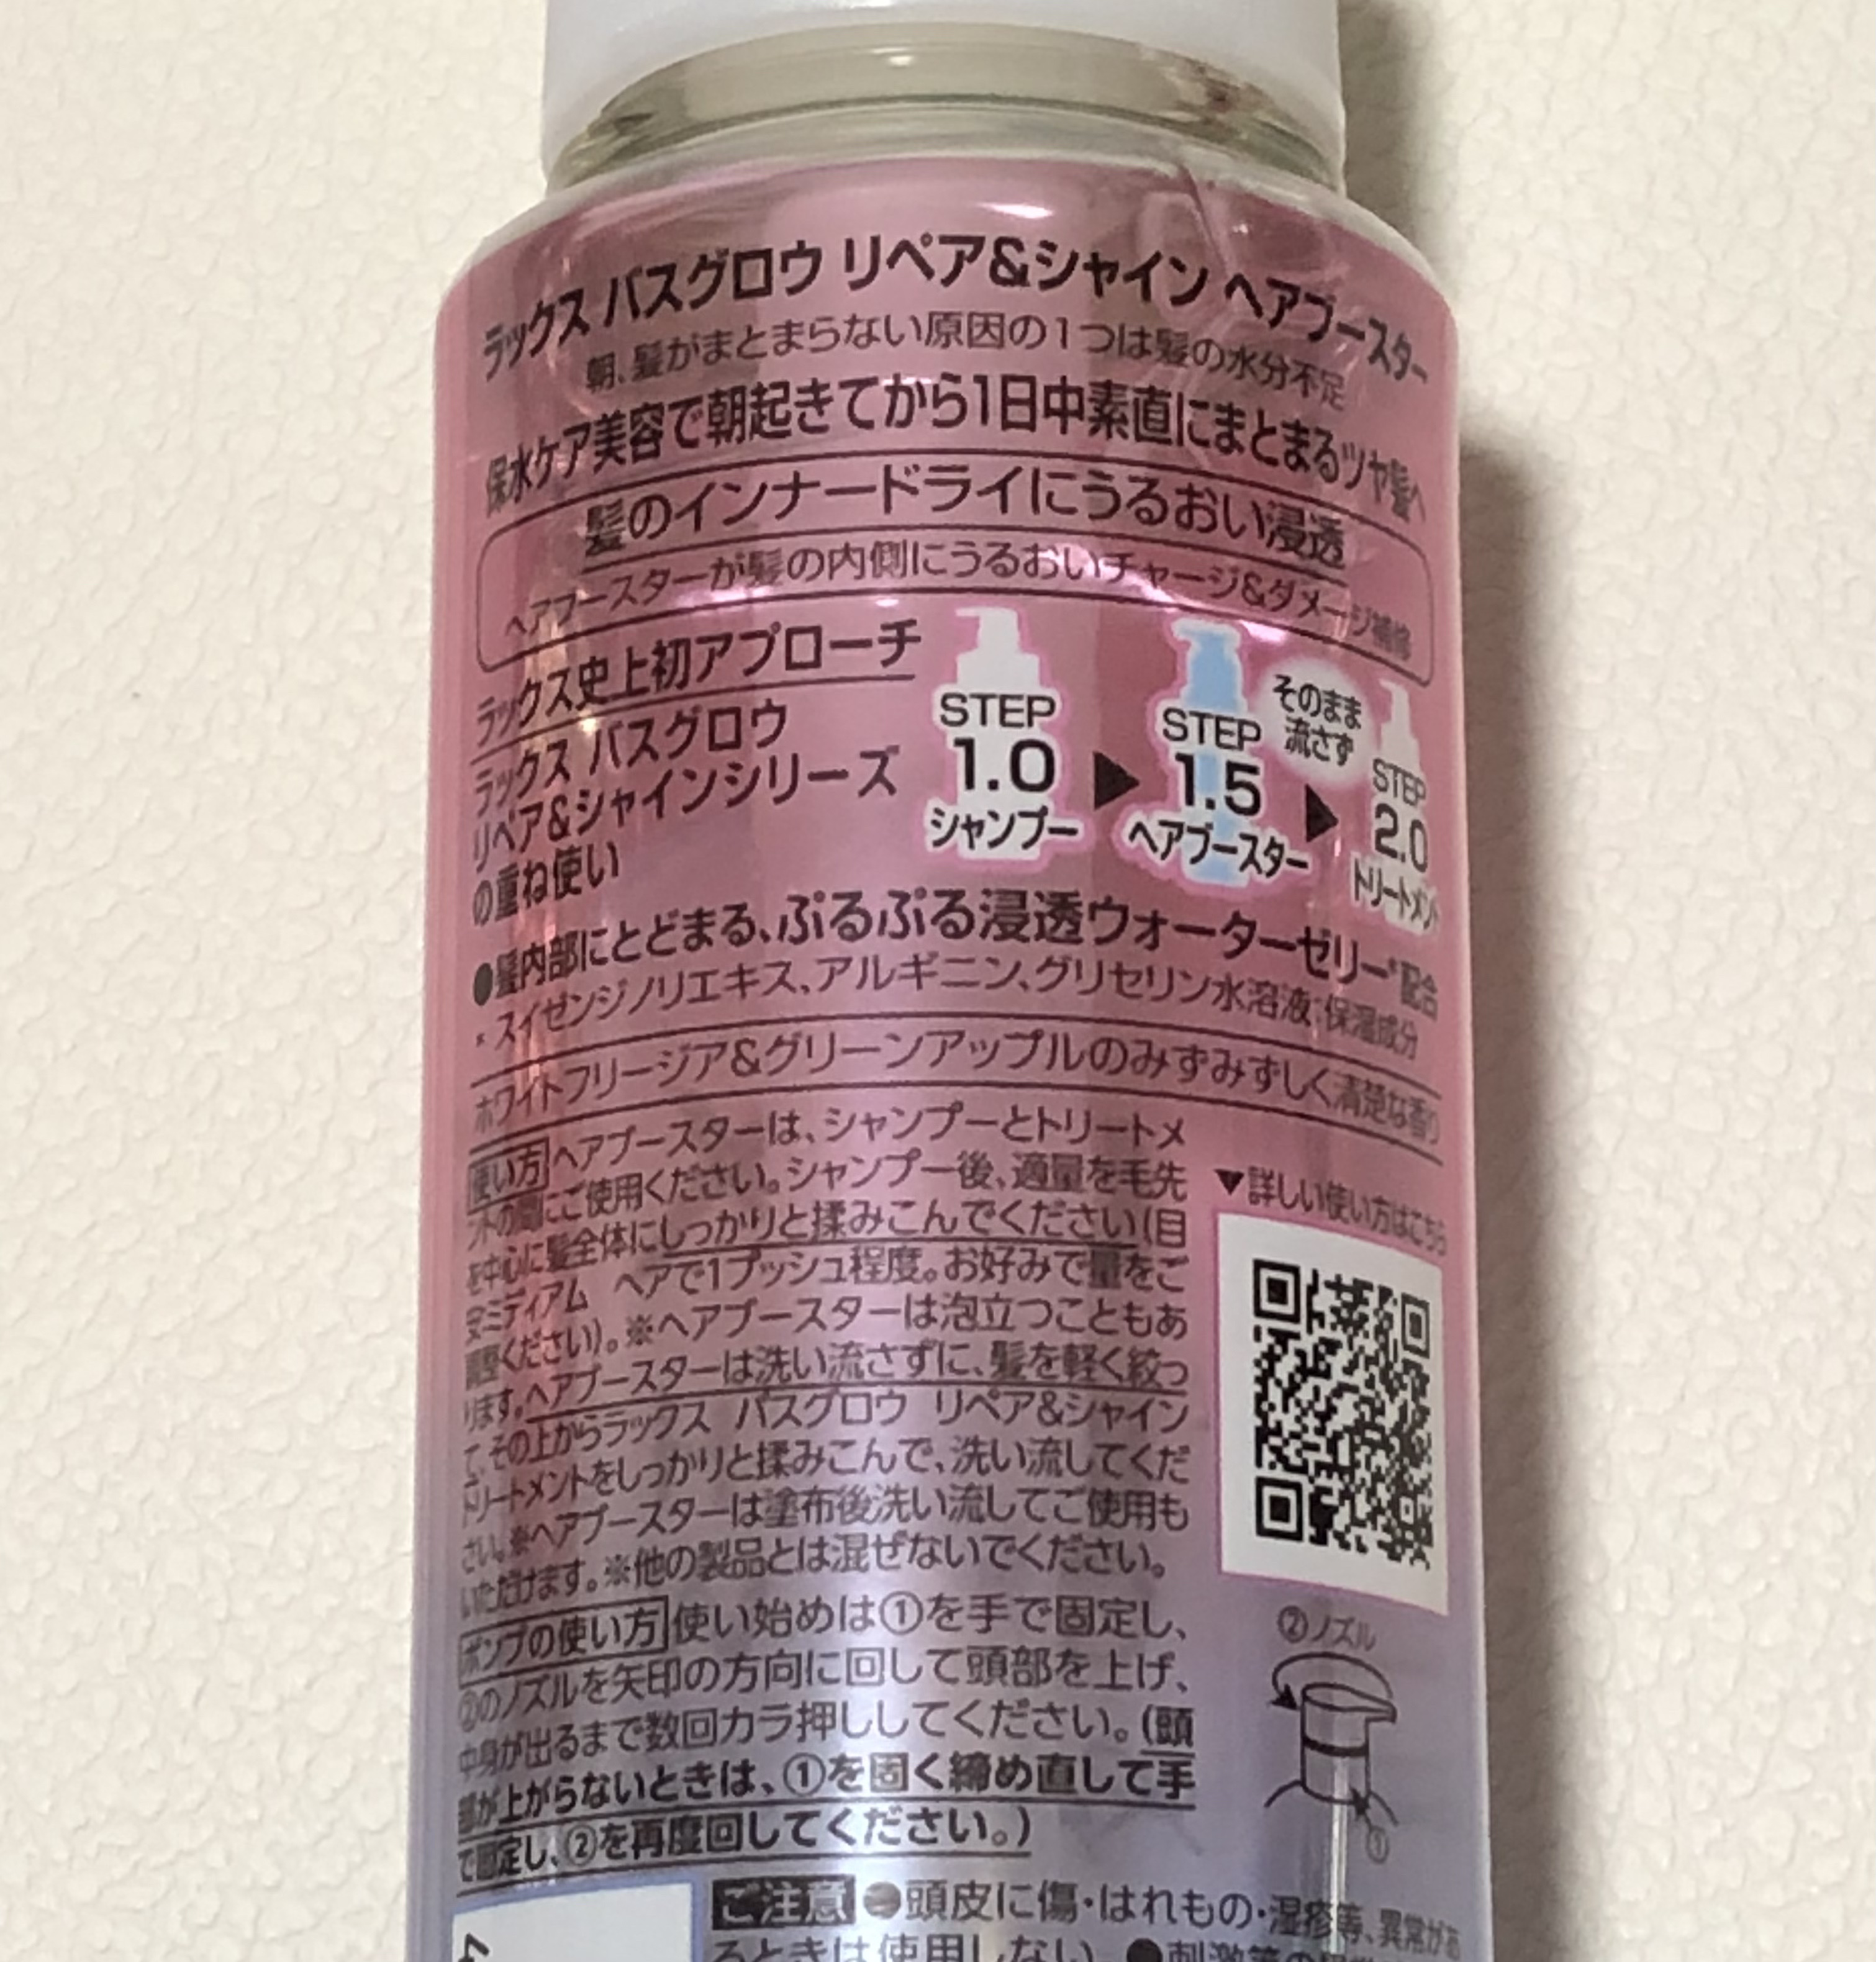 ラックス バスグロウ リペア&シャイン ヘアブースター
朝、髪がまとまらない原因の1つは髪の水分不足
保水ケア美容で朝起きてから1日中素直にまとまるツヤ髪へ
髪のインナードライにうるおい浸透
ヘアブースターが髪の内側にうるおいチャージ&ダメージ補修
ラックス史上初アプローチ
ラックス バスグロウ
リペア&シャインシリーズ
の重ね使い
STEP
1.0
シャンプー
STEP
1.5
ヘアブースター
そのまま
流さず
STEP
2.0
トリートメント
●髪内部にとどまる、ぷるぷる浸透ウォーターゼリー*配合
* スイゼンジノリエキス、アルギニン、グリセリン水溶液:保湿成分
ホワイトフリージア&グリーンアップルのみずみずしく清楚な香り
使い方 ヘアブースターは、シャンプーとトリートメ
ントの間にご使用ください。シャンプー後、適量を毛先
を中心に髪全体にしっかりと揉みこんでください(目
安ミディアム ヘアで1プッシュ程度。お好みで量をご
調整ください)。※ヘアブースターは泡立つこともあ
ります。ヘアブースターは洗い流さずに、髪を軽く絞っ
て、その上からラックス バスグロウ リペア&シャイン
トリートメントをしっかりと揉みこんで、洗い流してくだ
さい。※ヘアブースターは塗布後洗い流してご使用も
いただけます。※他の製品とは混ぜないでください。
▼詳しい使い方はこちら
ポンプの使い方 使い始めは①を手で固定し、
②のノズルを矢印の方向に回して頭部を上げ、
中身が出るまで数回カラ押ししてください。(頭
部が上がらないときは、①を固く締め直して手
で固定し、②を再度回してください。)
②ノズル
①
ご注意 ●頭皮に傷・はれもの・湿疹等、異常があ
るときは使用しない ●刺激等の